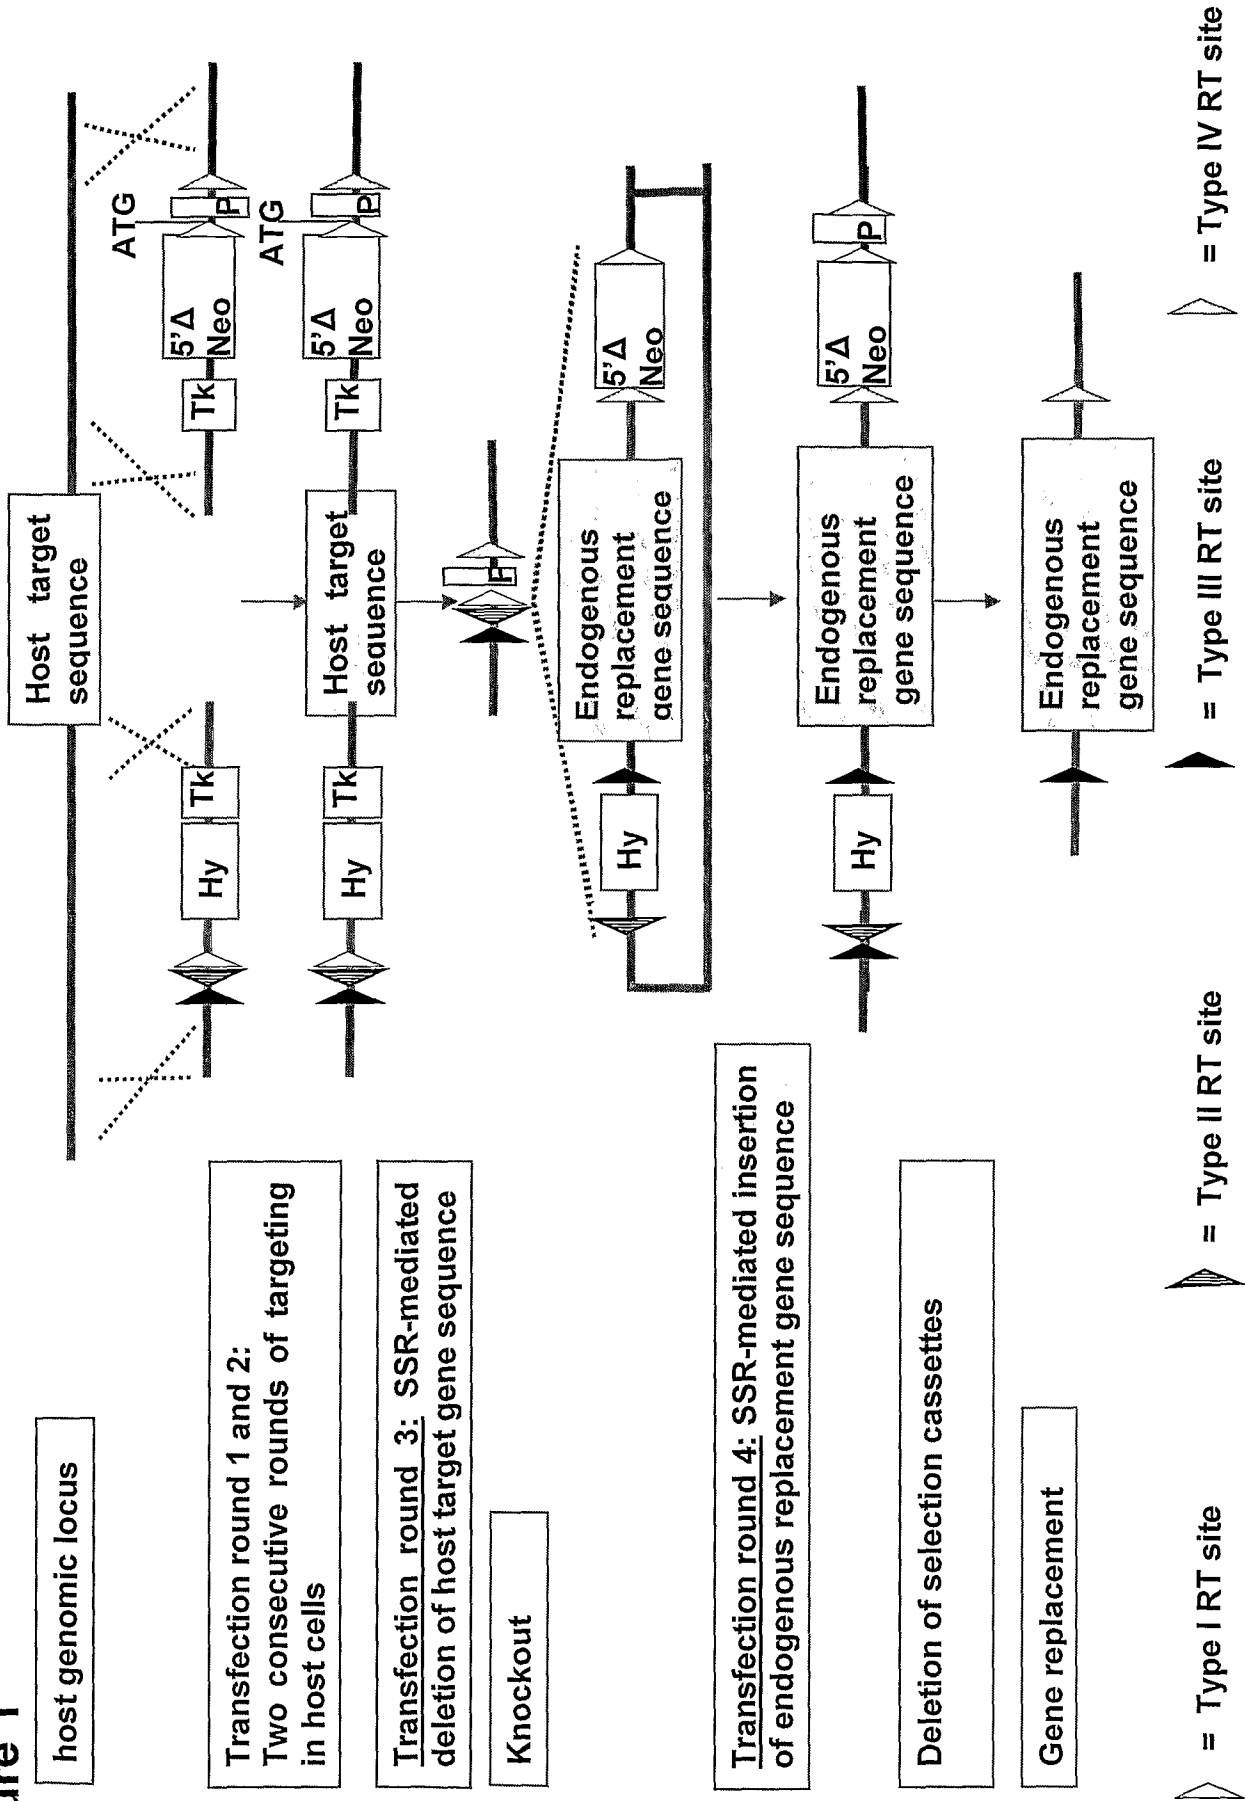 ure 1
host genomic locus
Host target
sequence
Transfection round 1 and 2:
Two consecutive rounds of targeting
in host cells
Hy
Tk
Tk
5'Δ
Neo
ATG
P
Hy
Tk
Host target
sequence
Tk
5'Δ
Neo
ATG
P
Transfection round 3: SSR-mediated
deletion of host target gene sequence
Knockout
P
Hy
Endogenous
replacement
gene sequence
5'Δ
Neo
Transfection round 4: SSR-mediated insertion
of endogenous replacement gene sequence
Hy
Endogenous
replacement
gene sequence
5'Δ
Neo
P
Deletion of selection cassettes
Gene replacement
Endogenous
replacement
gene sequence
= Type I RT site
= Type II RT site
= Type III RT site
= Type IV RT site